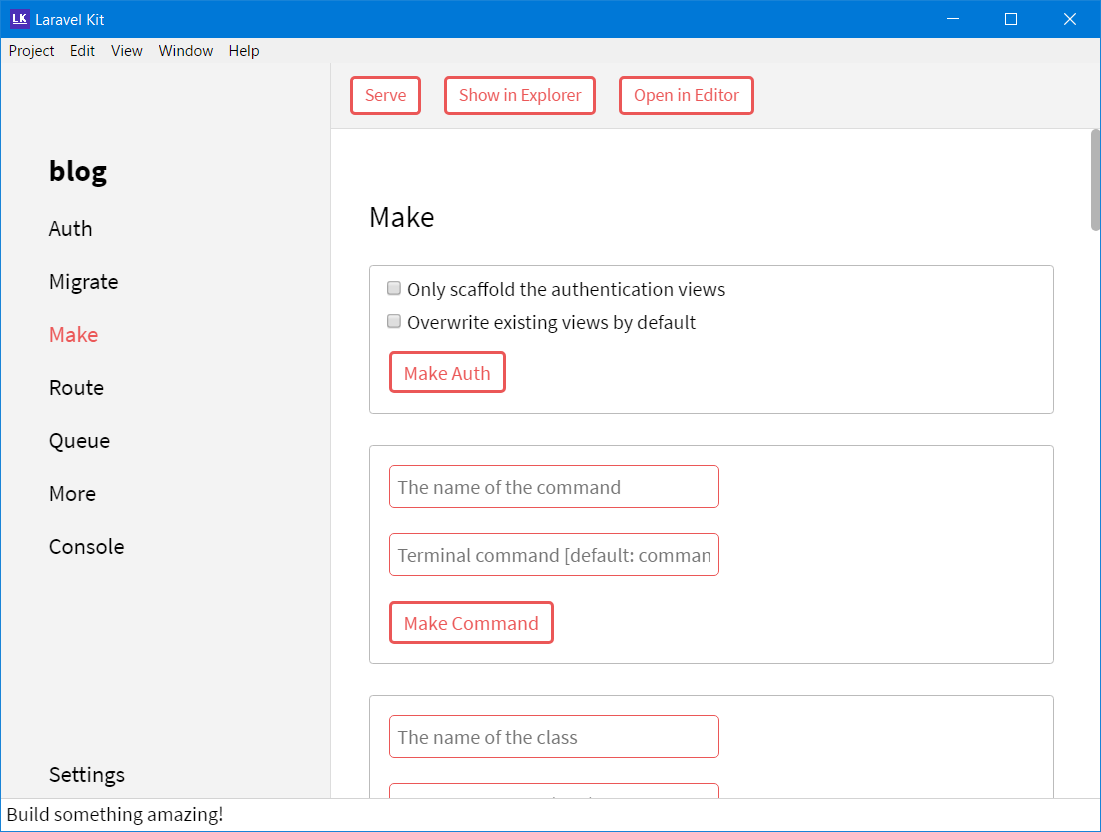 LK Laravel Kit
Project Edit View Window Help
Serve Show in Explorer Open in Editor
blog
Auth
Migrate
Make
Route
Queue
More
Console
Settings
Make
Only scaffold the authentication views
Overwrite existing views by default
Make Auth
The name of the command
Terminal command [default: comman
Make Command
The name of the class
Build something amazing!